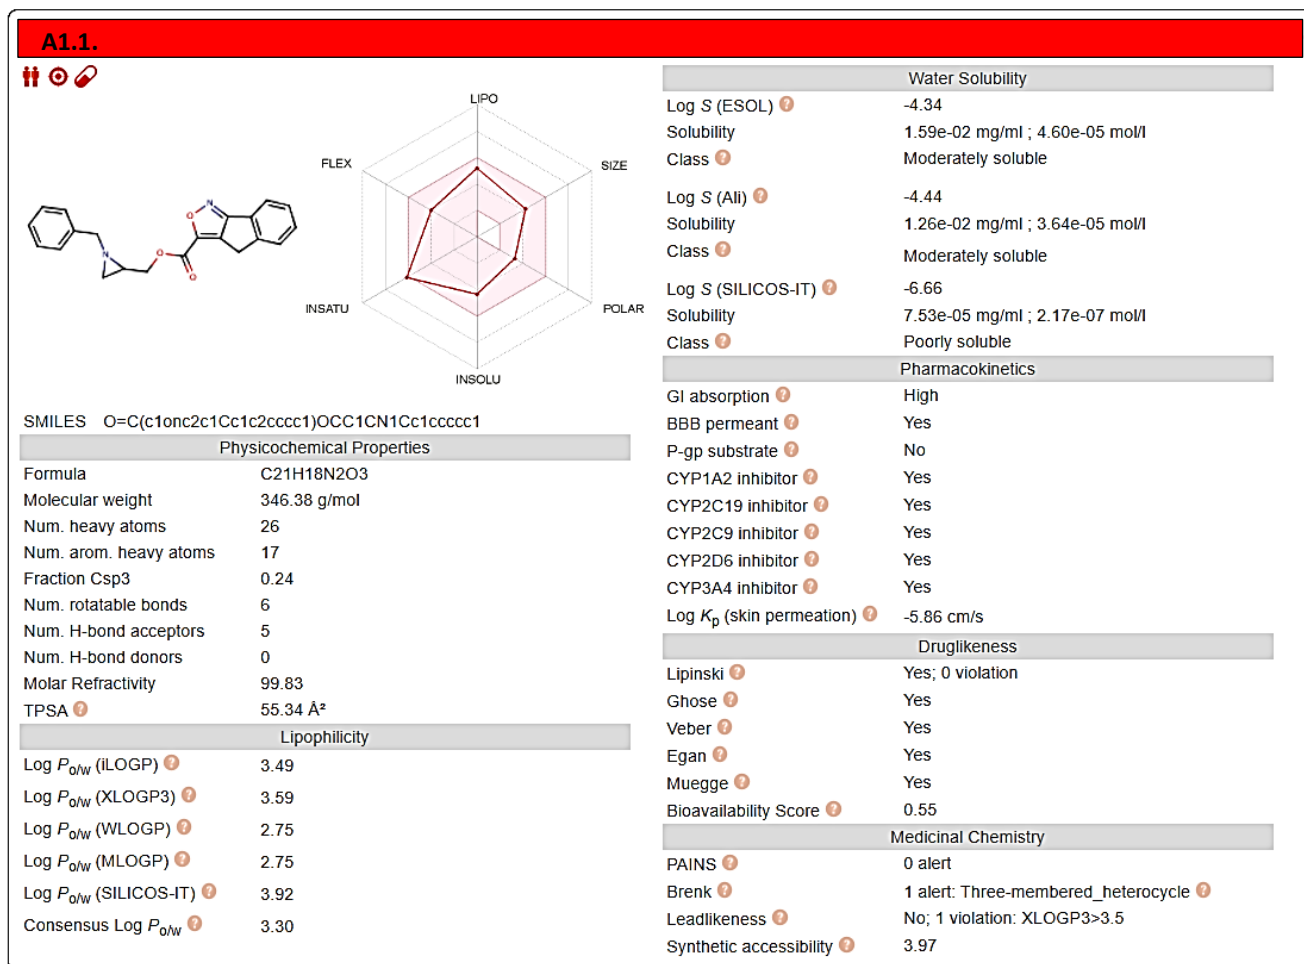 A1.1.
LIPO
FLEX
SIZE
INSATU
POLAR
INSOLU
O N
N
O
O
SMILES O=C(c1onc2c1Cc1c2cccc1)OCC1CN1Cc1ccccc1
Physicochemical Properties
Formula C21H18N2O3
Molecular weight 346.38 g/mol
Num. heavy atoms 26
Num. arom. heavy atoms 17
Fraction Csp3 0.24
Num. rotatable bonds 6
Num. H-bond acceptors 5
Num. H-bond donors 0
Molar Refractivity 99.83
TPSA ? 55.34 Å²
Lipophilicity
Log Po/w (iLOGP) ? 3.49
Log Po/w (XLOGP3) ? 3.59
Log Po/w (WLOGP) ? 2.75
Log Po/w (MLOGP) ? 2.75
Log Po/w (SILICOS-IT) ? 3.92
Consensus Log Po/w ? 3.30
Water Solubility
Log S (ESOL) ? -4.34
Solubility 1.59e-02 mg/ml ; 4.60e-05 mol/l
Class ? Moderately soluble
Log S (Ali) ? -4.44
Solubility 1.26e-02 mg/ml ; 3.64e-05 mol/l
Class ? Moderately soluble
Log S (SILICOS-IT) ? -6.66
Solubility 7.53e-05 mg/ml ; 2.17e-07 mol/l
Class ? Poorly soluble
Pharmacokinetics
GI absorption ? High
BBB permeant ? Yes
P-gp substrate ? No
CYP1A2 inhibitor ? Yes
CYP2C19 inhibitor ? Yes
CYP2C9 inhibitor ? Yes
CYP2D6 inhibitor ? Yes
CYP3A4 inhibitor ? Yes
Log Kp (skin permeation) ? -5.86 cm/s
Druglikeness
Lipinski ? Yes; 0 violation
Ghose ? Yes
Veber ? Yes
Egan ? Yes
Muegge ? Yes
Bioavailability Score ? 0.55
Medicinal Chemistry
PAINS ? 0 alert
Brenk ? 1 alert: Three-membered_heterocycle ?
Leadlikeness ? No; 1 violation: XLOGP3>3.5
Synthetic accessibility ? 3.97